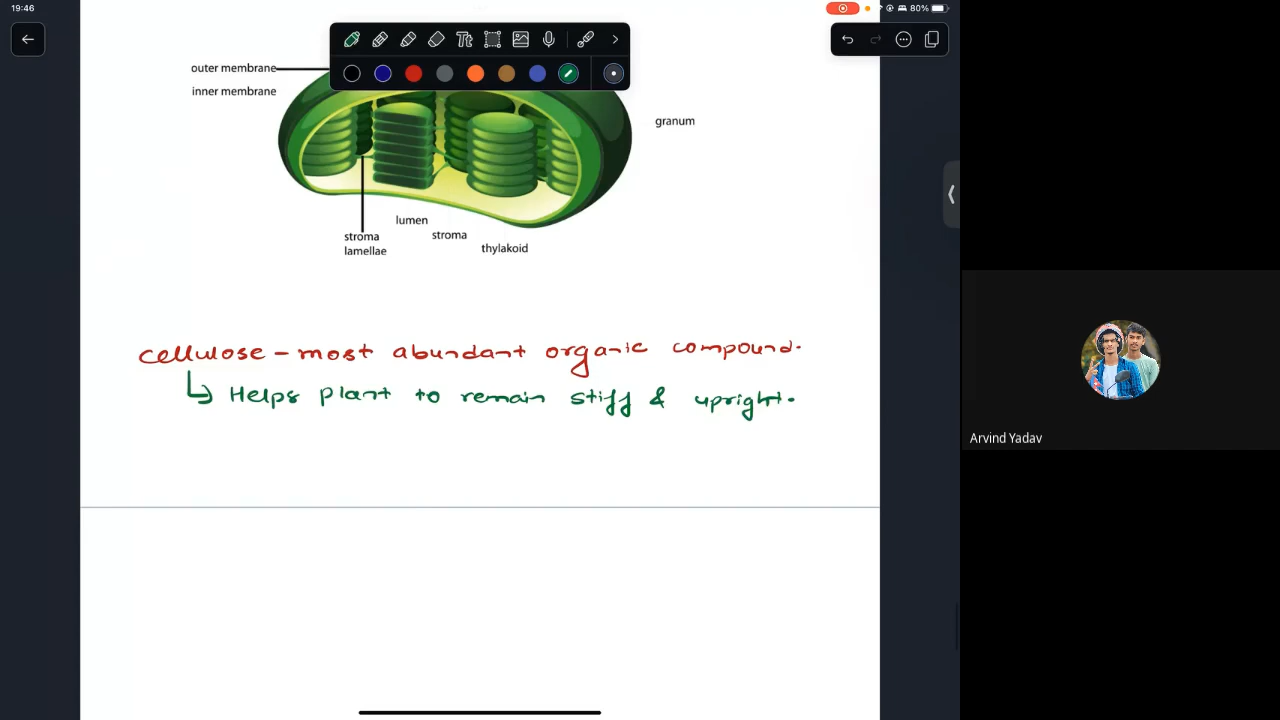 19:46
80%
Tt
outer membrane
inner membrane
granum
lumen
stroma
stroma
lamellae
thylakoid
cellulose - most abundant organic compound.
Helps plant to remain stiff & upright.
Arvind Yadav